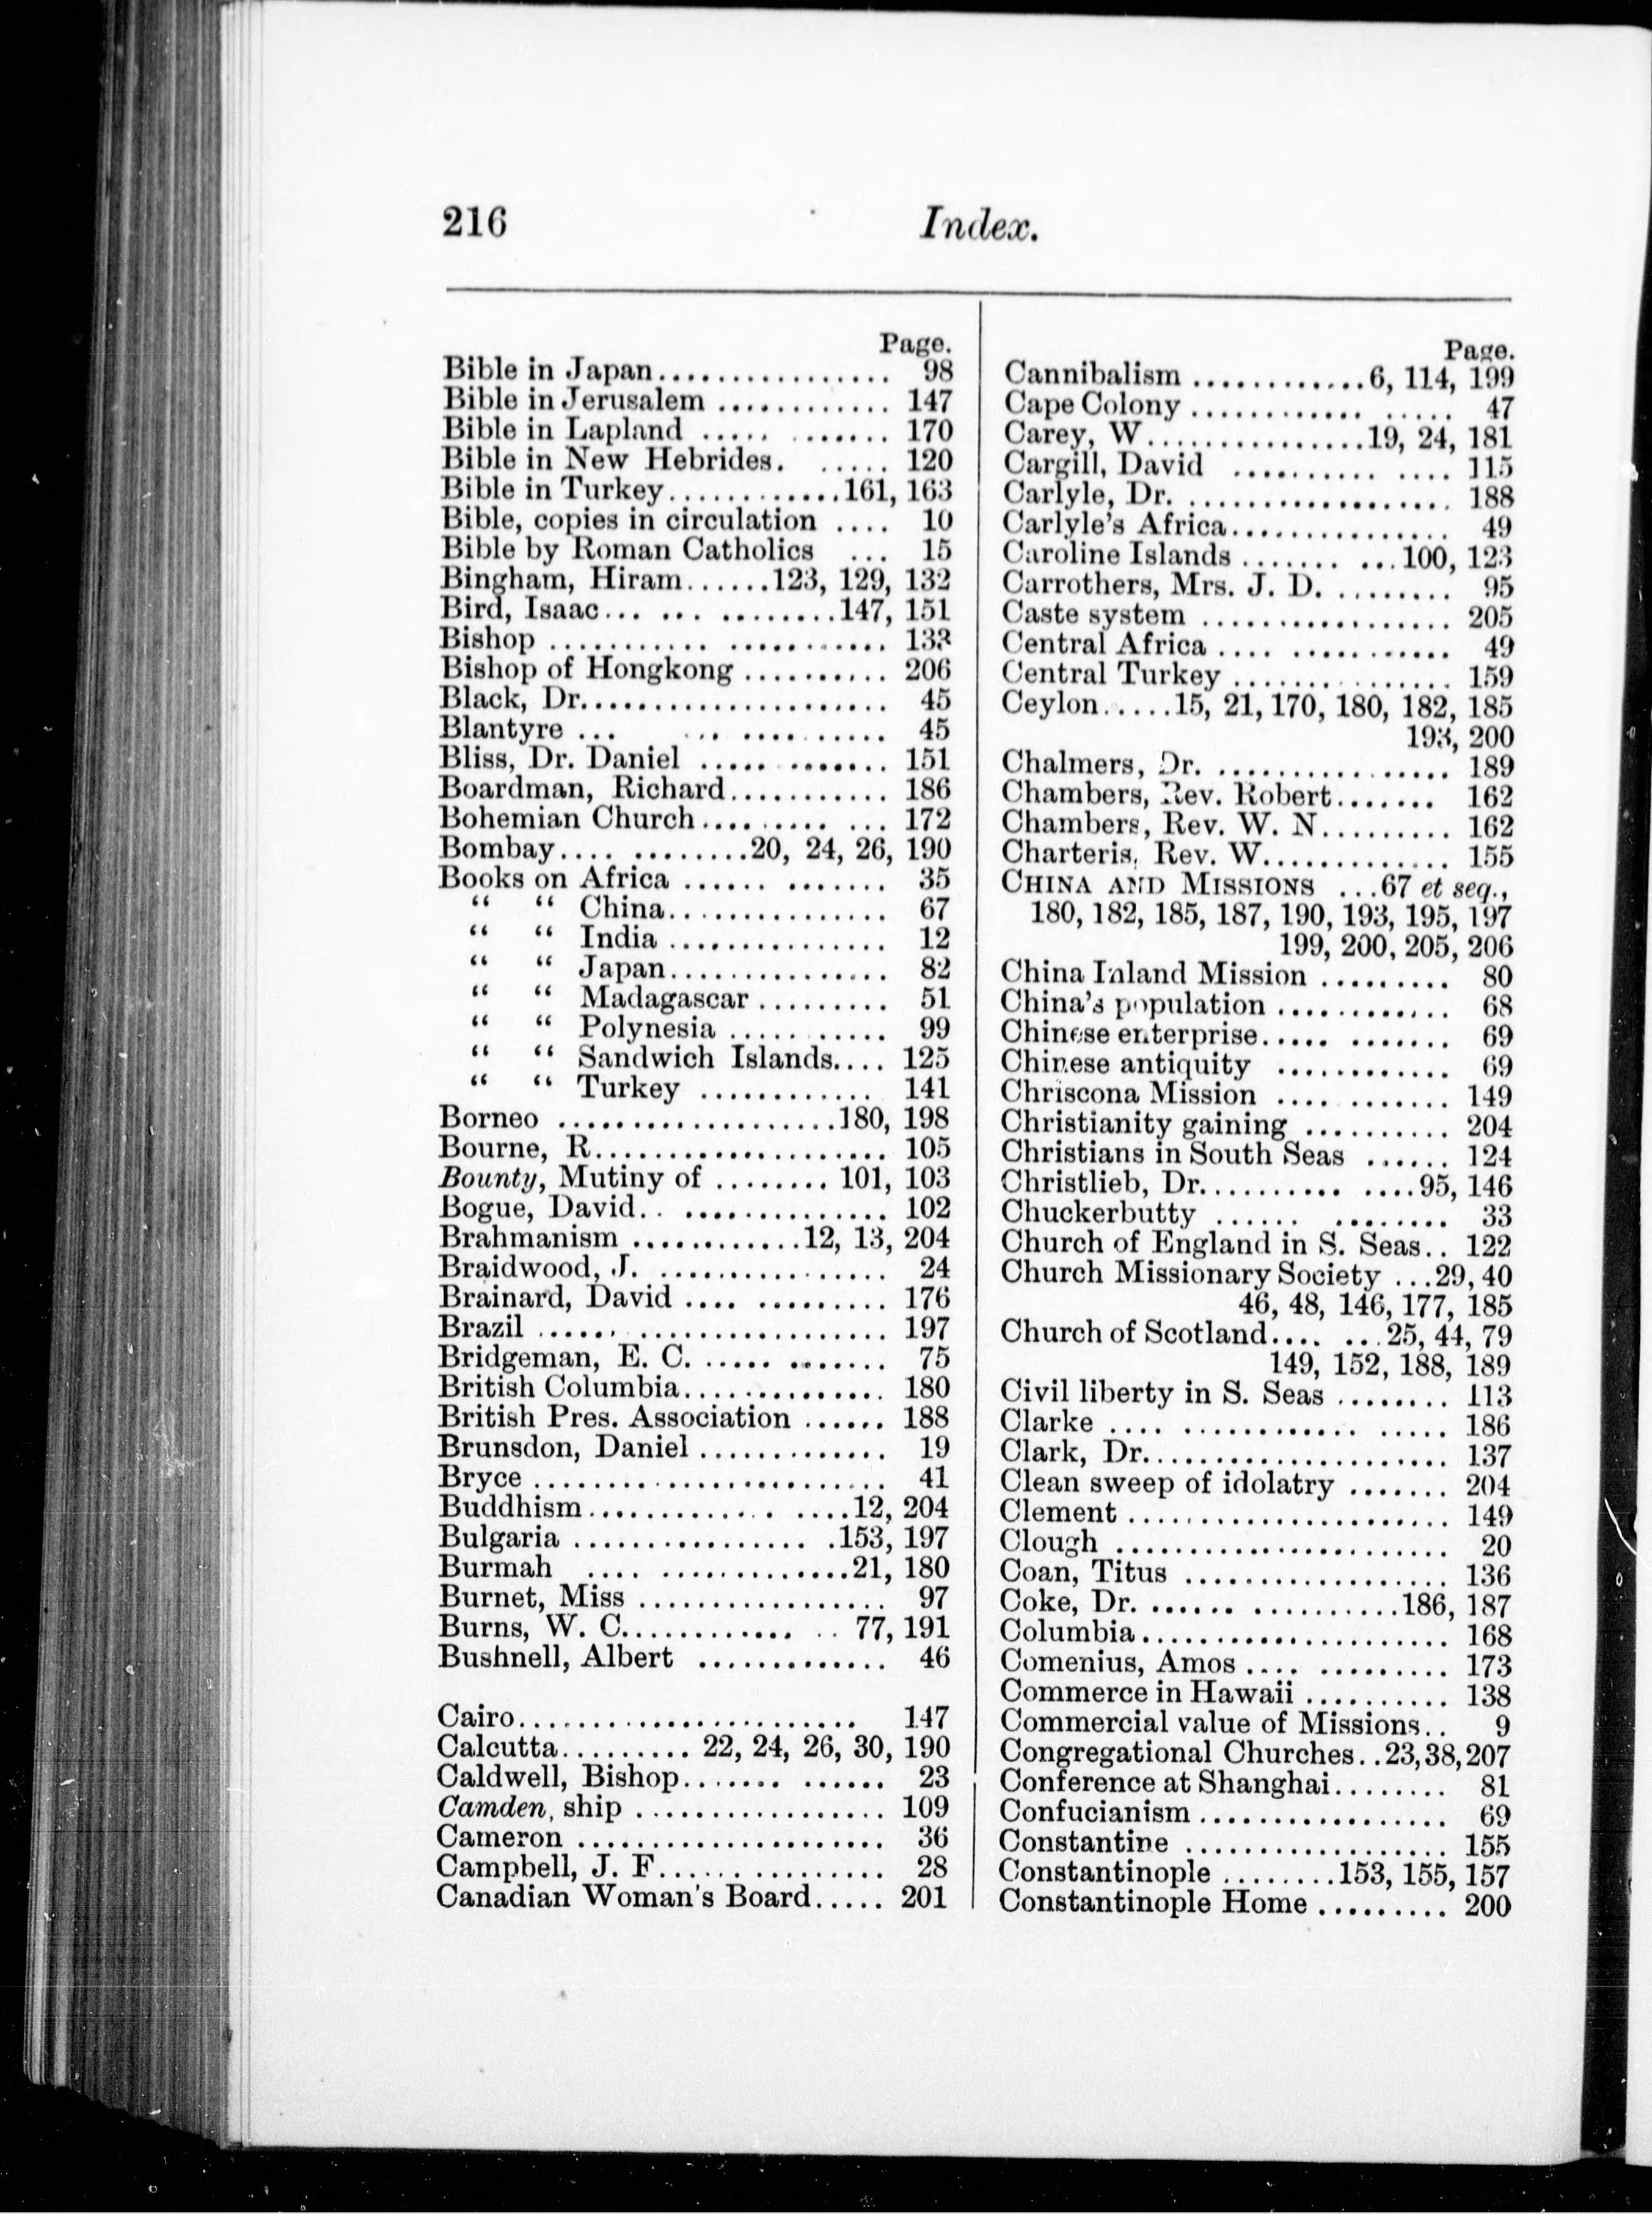 216 Index.
Page.
Bible in Japan................. 98
Bible in Jerusalem ............ 147
Bible in Lapland ..... ....... 170
Bible in New Hebrides. ...... 120
Bible in Turkey............161, 163
Bible, copies in circulation .... 10
Bible by Roman Catholics ... 15
Bingham, Hiram......123, 129, 132
Bird, Isaac... ... .........147, 151
Bishop ........... ........... 133
Bishop of Hongkong .......... 206
Black, Dr..................... 45
Blantyre ... ... .......... 45
Bliss, Dr. Daniel ..... ....... 151
Boardman, Richard........... 186
Bohemian Church......... ... 172
Bombay.... ........20, 24, 26, 190
Books on Africa ...... ....... 35
“ “ China............... 67
“ “ India ............... 12
“ “ Japan............... 82
“ “ Madagascar ......... 51
“ “ Polynesia ........... 99
“ “ Sandwich Islands.... 125
“ “ Turkey ............ 141
Borneo ...................180, 198
Bourne, R.................... 105
Bounty, Mutiny of ........ 101, 103
Bogue, David.. .............. 102
Brahmanism ............12, 13, 204
Braidwood, J. ................ 24
Brainard, David .... ......... 176
Brazil ...... ................. 197
Bridgeman, E. C. ...... ....... 75
British Columbia.............. 180
British Pres. Association ...... 188
Brunsdon, Daniel ............. 19
Bryce ........................ 41
Buddhism............. . ....12, 204
Bulgaria ................ .153, 197
Burmah .... .............21, 180
Burnet, Miss ................. 97
Burns, W. C............ .. 77, 191
Bushnell, Albert ............. 46
Cairo....................... 147
Calcutta......... 22, 24, 26, 30, 190
Caldwell, Bishop....... ...... 23
Camden, ship ................. 109
Cameron ..................... 36
Campbell, J. F................ 28
Canadian Woman's Board..... 201
Page.
Cannibalism ............6, 114, 199
Cape Colony ............ ..... 47
Carey, W...............19, 24, 181
Cargill, David .......... .... 115
Carlyle, Dr. .................. 188
Carlyle's Africa............... 49
Caroline Islands ....... ...100, 123
Carrothers, Mrs. J. D. ........ 95
Caste system ................. 205
Central Africa .... ........... 49
Central Turkey ............... 159
Ceylon.....15, 21, 170, 180, 182, 185
193, 200
Chalmers, Dr. ................ 189
Chambers, Rev. Robert....... 162
Chambers, Rev. W. N......... 162
Charteris, Rev. W............. 155
CHINA AND MISSIONS ...67 et seq.,
180, 182, 185, 187, 190, 193, 195, 197
199, 200, 205, 206
China Inland Mission ......... 80
China's population ............ 68
Chinese enterprise..... ....... 69
Chinese antiquity ............ 69
Chriscona Mission .... ....... 149
Christianity gaining .......... 204
Christians in South Seas ...... 124
Christlieb, Dr.......... ....95, 146
Chuckerbutty ...... ........ 33
Church of England in S. Seas.. 122
Church Missionary Society ...29, 40
46, 48, 146, 177, 185
Church of Scotland.... ...25, 44, 79
149, 152, 188, 189
Civil liberty in S. Seas ........ 113
Clarke .... ............ ..... 186
Clark, Dr..................... 137
Clean sweep of idolatry ....... 204
Clement ...................... 149
Clough ....................... 20
Coan, Titus .................. 136
Coke, Dr. ...... ..........186, 187
Columbia..................... 168
Comenius, Amos .... ......... 173
Commerce in Hawaii .......... 138
Commercial value of Missions.. 9
Congregational Churches..23,38,207
Conference at Shanghai........ 81
Confucianism ................. 69
Constantine .................. 155
Constantinople ........153, 155, 157
Constantinople Home ......... 200